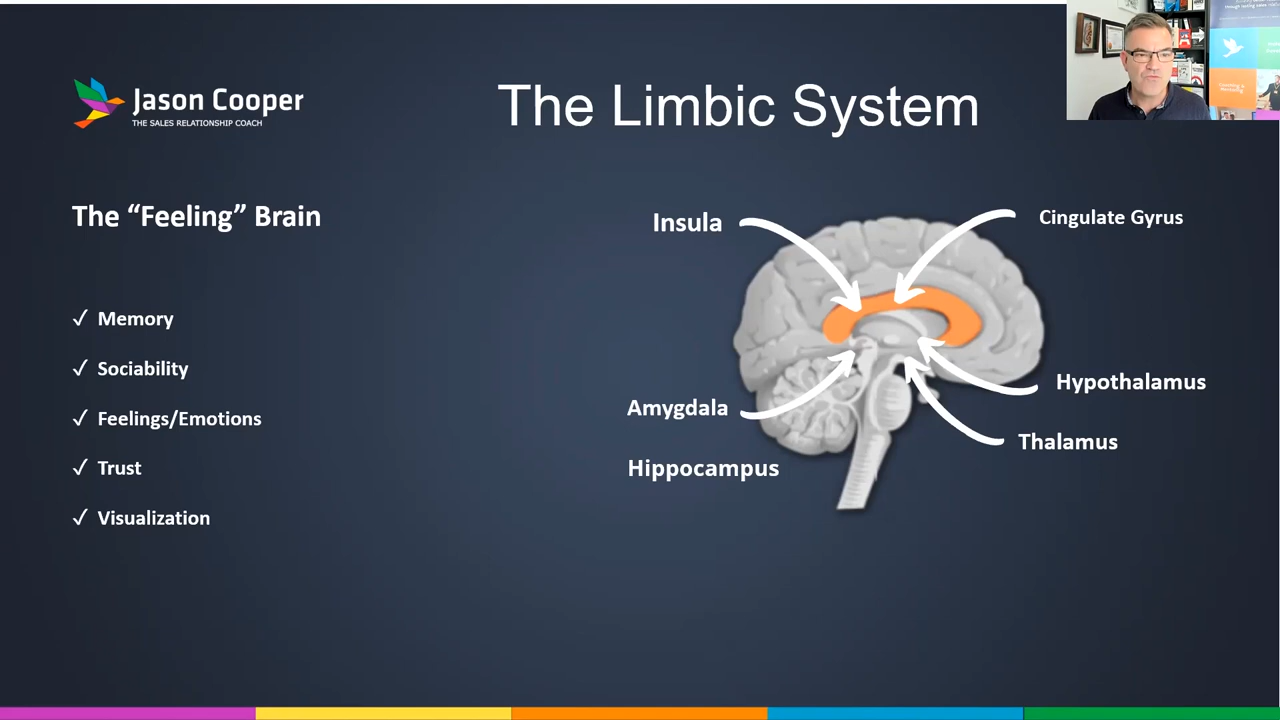 Jason Cooper
THE SALES RELATIONSHIP COACH
The Limbic System
The “Feeling” Brain
✓ Memory
✓ Sociability
✓ Feelings/Emotions
✓ Trust
✓ Visualization
Insula
Cingulate Gyrus
Amygdala
Hypothalamus
Hippocampus
Thalamus